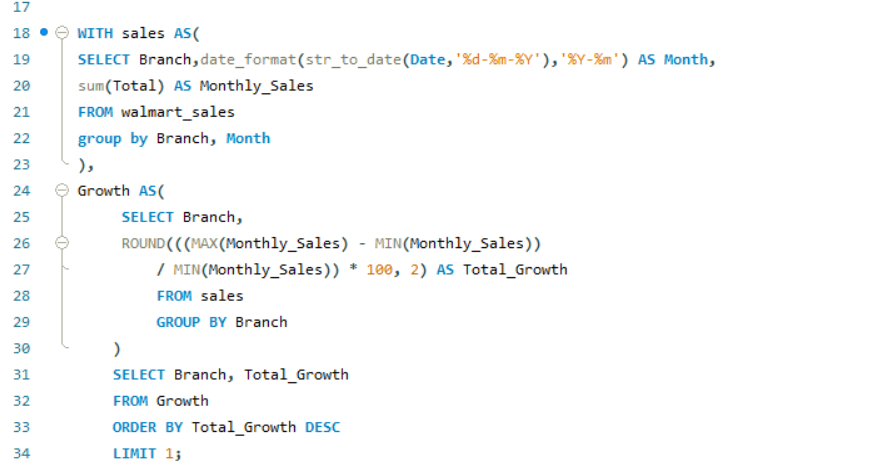 17
18 WITH sales AS(
19 SELECT Branch,date_format(str_to_date(Date,'%d-%m-%Y'),'%Y-%m') AS Month,
20 sum(Total) AS Monthly_Sales
21 FROM walmart_sales
22 group by Branch, Month
23 ),
24 Growth AS(
25 SELECT Branch,
26 ROUND(((MAX(Monthly_Sales) - MIN(Monthly_Sales))
27 / MIN(Monthly_Sales)) * 100, 2) AS Total_Growth
28 FROM sales
29 GROUP BY Branch
30 )
31 SELECT Branch, Total_Growth
32 FROM Growth
33 ORDER BY Total_Growth DESC
34 LIMIT 1;